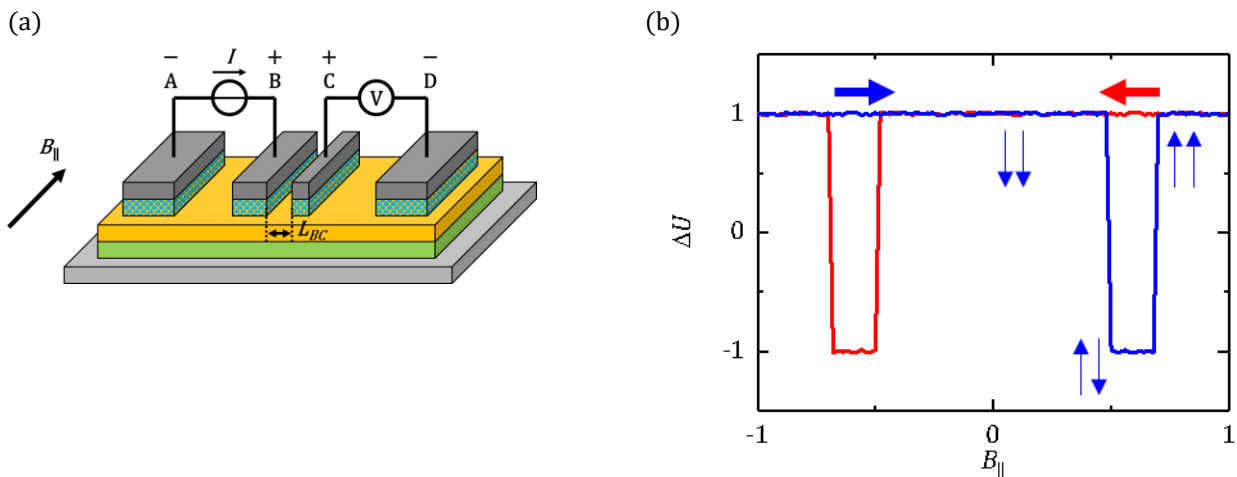 (a)
− I + + −
A B C D
V
B∥
L_BC
(b)
1
0
-1
ΔU
-1 0 1
B∥